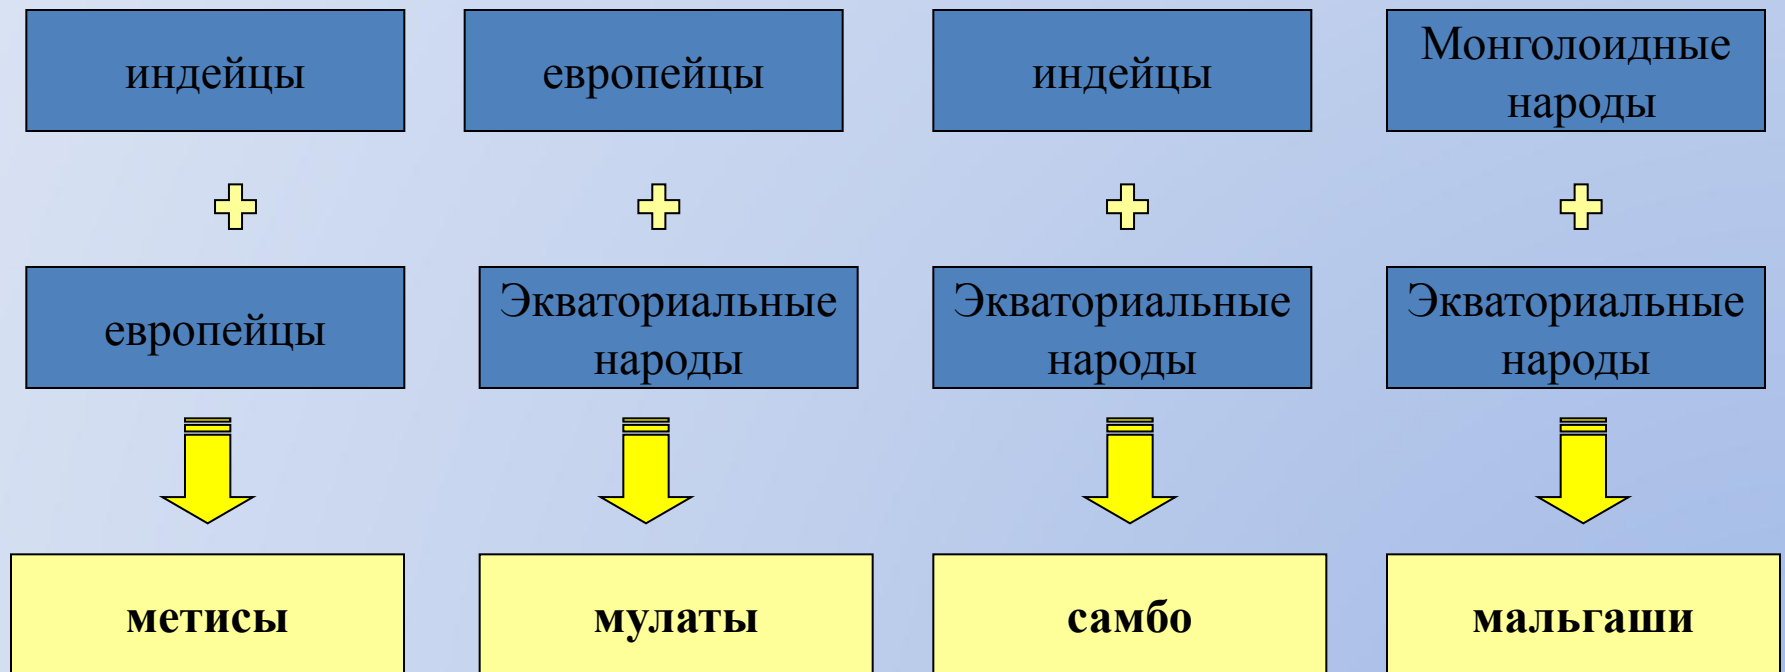 индейцы
европейцы
индейцы
Монголоидные
народы
европейцы
Экваториальные
народы
Экваториальные
народы
Экваториальные
народы
метисы
мулаты
самбо
мальгаши